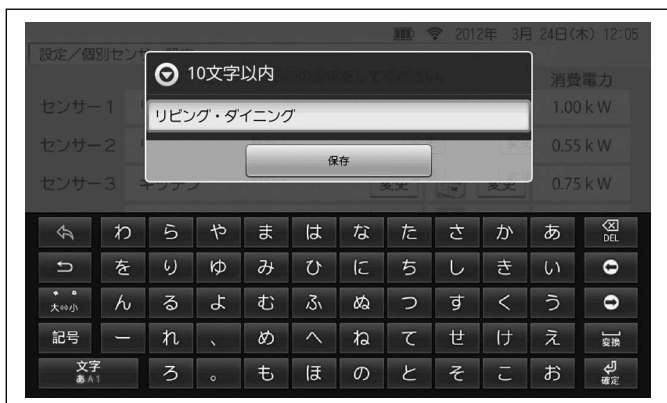 2012年 3月 24日(木) 12:05
設定/個別センサー設定
消費電力
10文字以内
リビング・ダイニング
保存
センサー1
1.00 kW
センサー2
0.55 kW
センサー3 キッチン 変更 変更 0.75 kW
わ ら や ま は な た さ か あ DEL
を り ゆ み ひ に ち し き い
大⇔小 ん る よ む ふ ぬ つ す く う
記号 ー れ 、 め へ ね て せ け え 変換
文字 あA1 ろ 。 も ほ の と そ こ お 確定